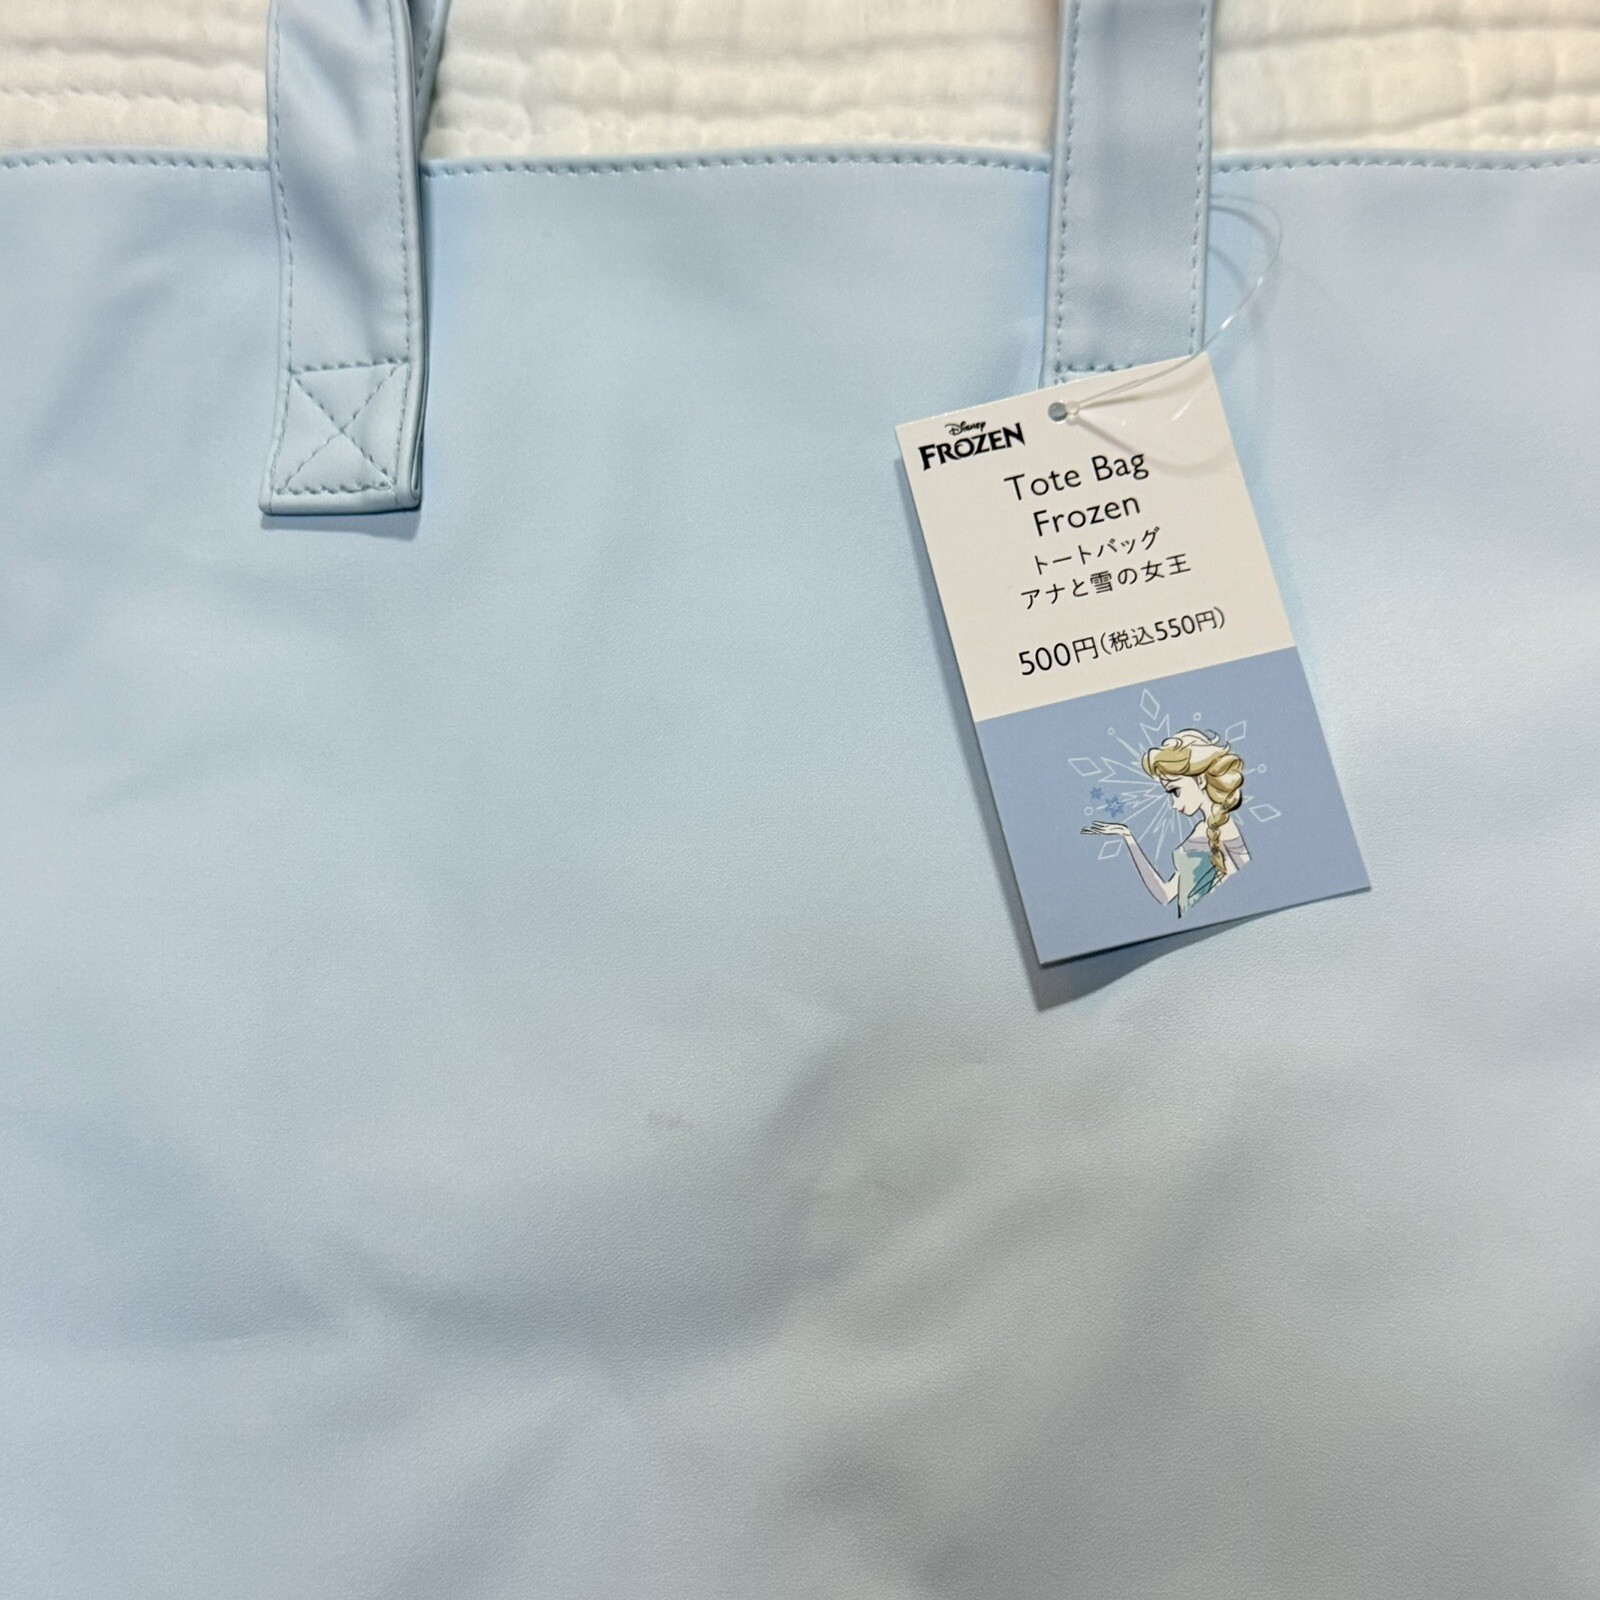 Disney
FROZEN
Tote Bag
Frozen
トートバッグ
アナと雪の女王
500円(税込550円)